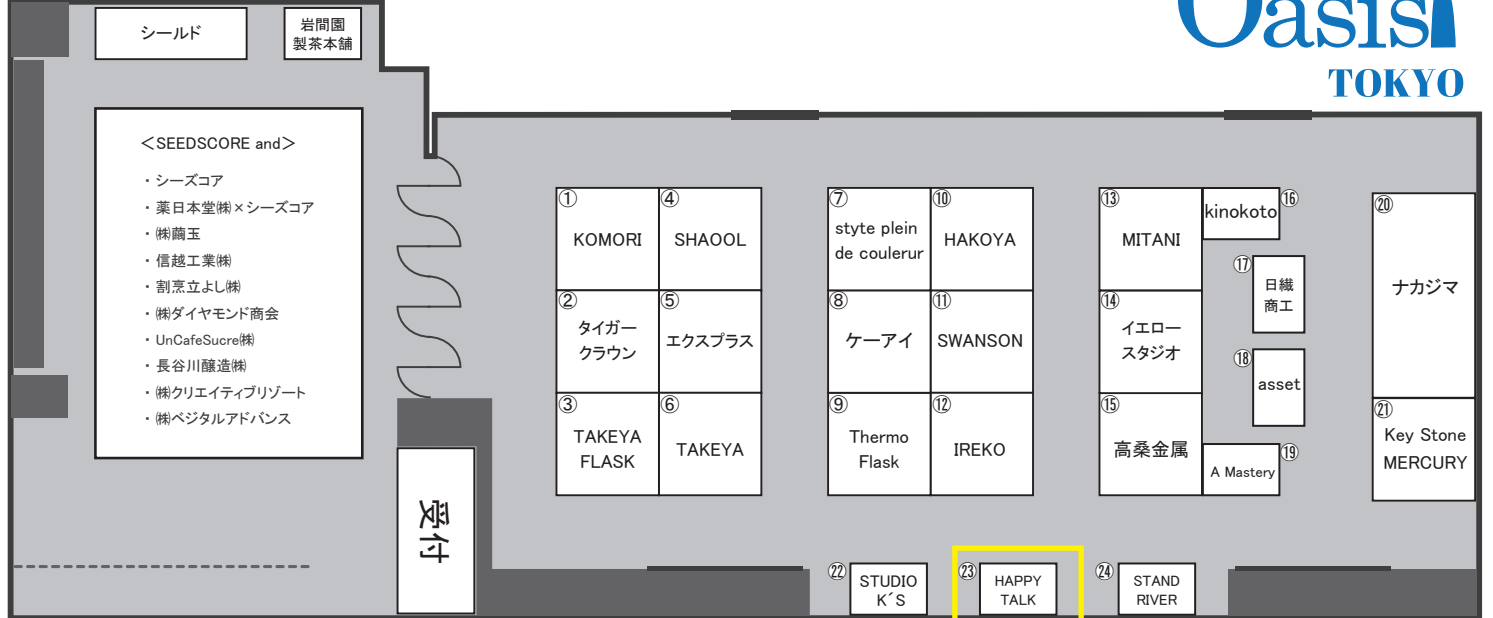 Oasis
TOKYO
シールド
岩間園
製茶本舗
＜SEEDSCORE and＞
・シーズコア
・薬日本堂㈱×シーズコア
・㈱繭玉
・信越工業㈱
・割烹立よし㈱
・㈱ダイヤモンド商会
・UnCafeSucre㈱
・長谷川醸造㈱
・㈱クリエイティブリゾート
・㈱ベジタルアドバンス
受付
①
KOMORI
④
SHAOOL
②
タイガー
クラウン
⑤
エクスプラス
③
TAKEYA
FLASK
⑥
TAKEYA
⑦
styte plein
de coulerur
⑩
HAKOYA
⑧
ケーアイ
⑪
SWANSON
⑨
Thermo
Flask
⑫
IREKO
⑬
MITANI
⑭
イエロー
スタジオ
⑮
高桑金属
kinokoto
⑯
⑰
日繊
商工
⑱
asset
⑲
A Mastery
⑳
ナカジマ
㉑
Key Stone
MERCURY
㉒
STUDIO
K´S
㉓
HAPPY
TALK
㉔
STAND
RIVER